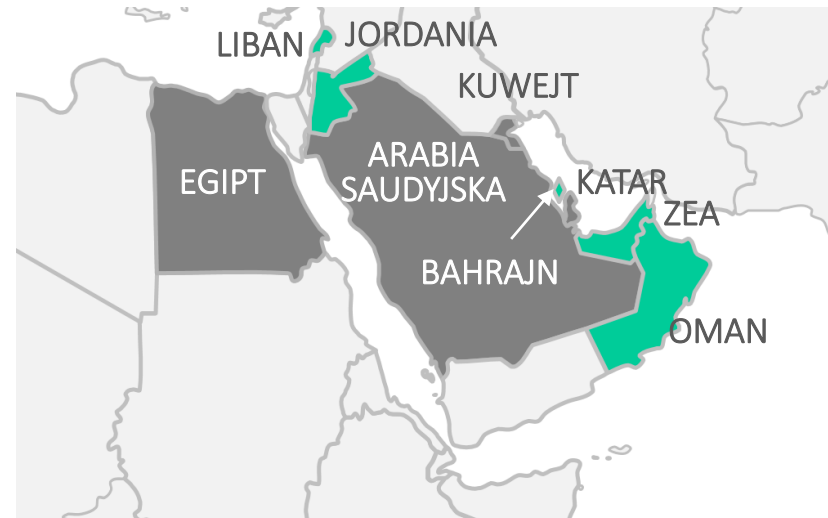 LIBAN
JORDANIA
KUWEJT
ARABIA
SAUDYJSKA
EGIPT
KATAR
ZEA
BAHRAJN
OMAN